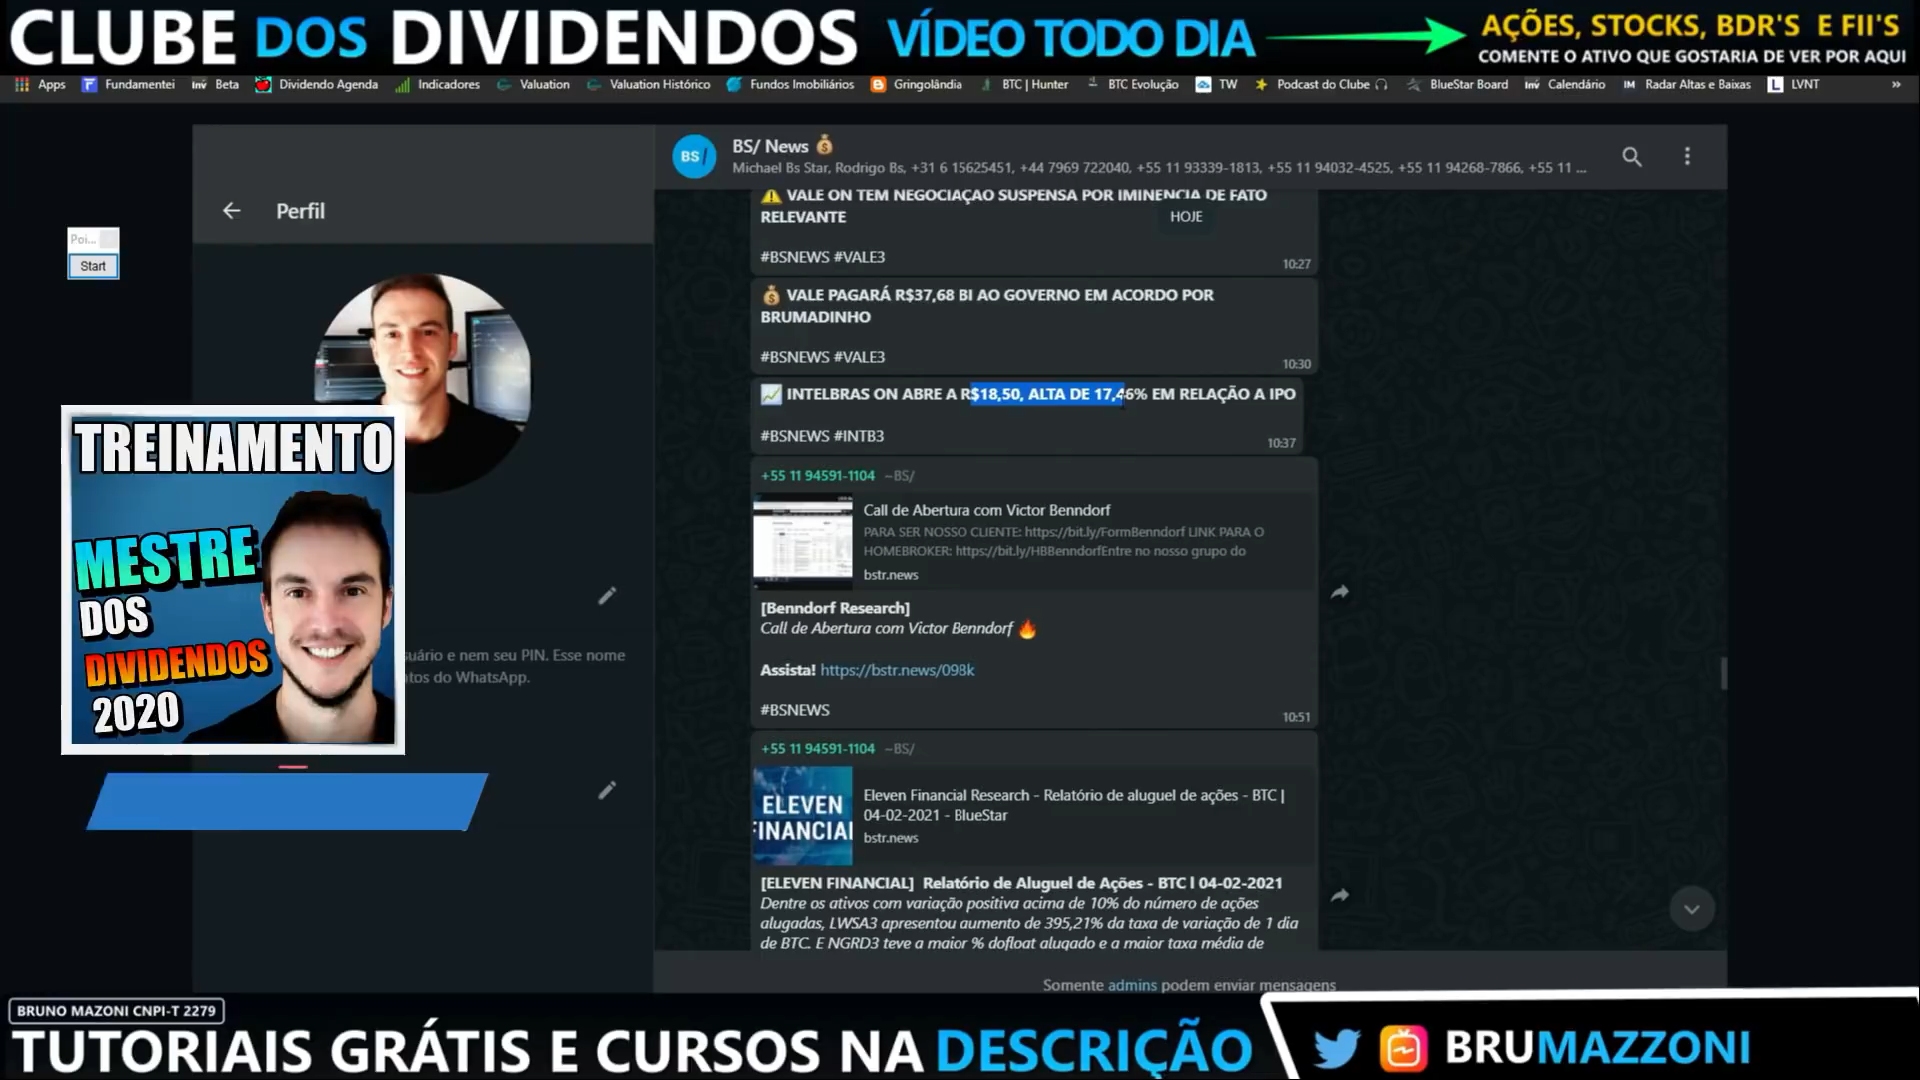 CLUBE DOS DIVIDENDOS VÍDEO TODO DIA AÇÕES, STOCKS, BDR'S E FII'S
COMENTE O ATIVO QUE GOSTARIA DE VER POR AQUI
Apps Fundamentei Inv Beta Dividendo Agenda Indicadores Valuation Valuation Histórico Fundos Imobiliários Gringolândia BTC | Hunter BTC Evolução TW Podcast do Clube BlueStar Board Inv Calendário IM Radar Altas e Baixas L LVNT »
BS/ BS/ News
Michael Bs Star, Rodrigo Bs, +31 6 15625451, +44 7969 722040, +55 11 93339-1813, +55 11 94032-4525, +55 11 94268-7866, +55 11 ...
Perfil
Poi...
Start
VALE ON TEM NEGOCIAÇÃO SUSPENSA POR IMINÊNCIA DE FATO
RELEVANTE
HOJE
#BSNEWS #VALE3
10:27
VALE PAGARÁ R$37,68 BI AO GOVERNO EM ACORDO POR
BRUMADINHO
#BSNEWS #VALE3
10:30
INTELBRAS ON ABRE A R$18,50, ALTA DE 17,46% EM RELAÇÃO A IPO
#BSNEWS #INTB3
10:37
+55 11 94591-1104 ~BS/
Call de Abertura com Victor Benndorf
PARA SER NOSSO CLIENTE: https://bit.ly/FormBenndorf LINK PARA O
HOMEBROKER: https://bit.ly/HBBenndorfEntre no nosso grupo do
bstr.news
[Benndorf Research]
Call de Abertura com Victor Benndorf
Assista! https://bstr.news/098k
#BSNEWS
10:51
+55 11 94591-1104 ~BS/
ELEVEN
FINANCIAL
Eleven Financial Research - Relatório de aluguel de ações - BTC |
04-02-2021 - BlueStar
bstr.news
[ELEVEN FINANCIAL] Relatório de Aluguel de Ações - BTC l 04-02-2021
Dentre os ativos com variação positiva acima de 10% do número de ações
alugadas, LWSA3 apresentou aumento de 395,21% da taxa de variação de 1 dia
de BTC. E NGRD3 teve a maior % dofloat alugado e a maior taxa média de
Somente admins podem enviar mensagens
TREINAMENTO
MESTRE
DOS
DIVIDENDOS
2020
suário e nem seu PIN. Esse nome
tos do WhatsApp.
BRUNO MAZONI CNPI-T 2279
TUTORIAIS GRÁTIS E CURSOS NA DESCRIÇÃO BRUMAZZONI